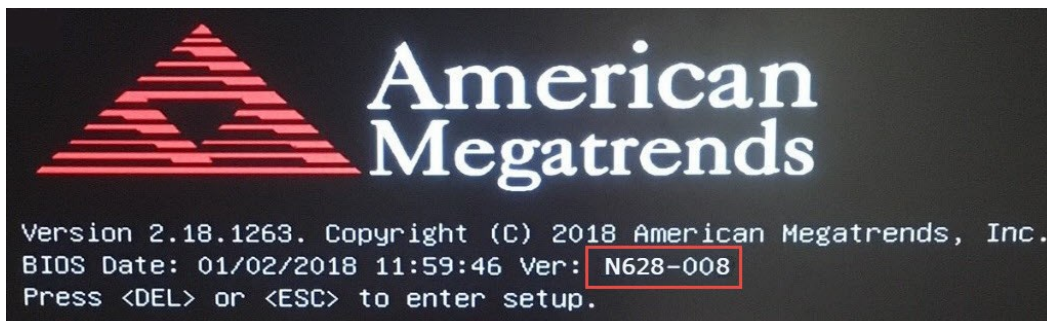 American
Megatrends
Version 2.18.1263. Copyright (C) 2018 American Megatrends, Inc.
BIOS Date: 01/02/2018 11:59:46 Ver: N628-008
Press <DEL> or <ESC> to enter setup.